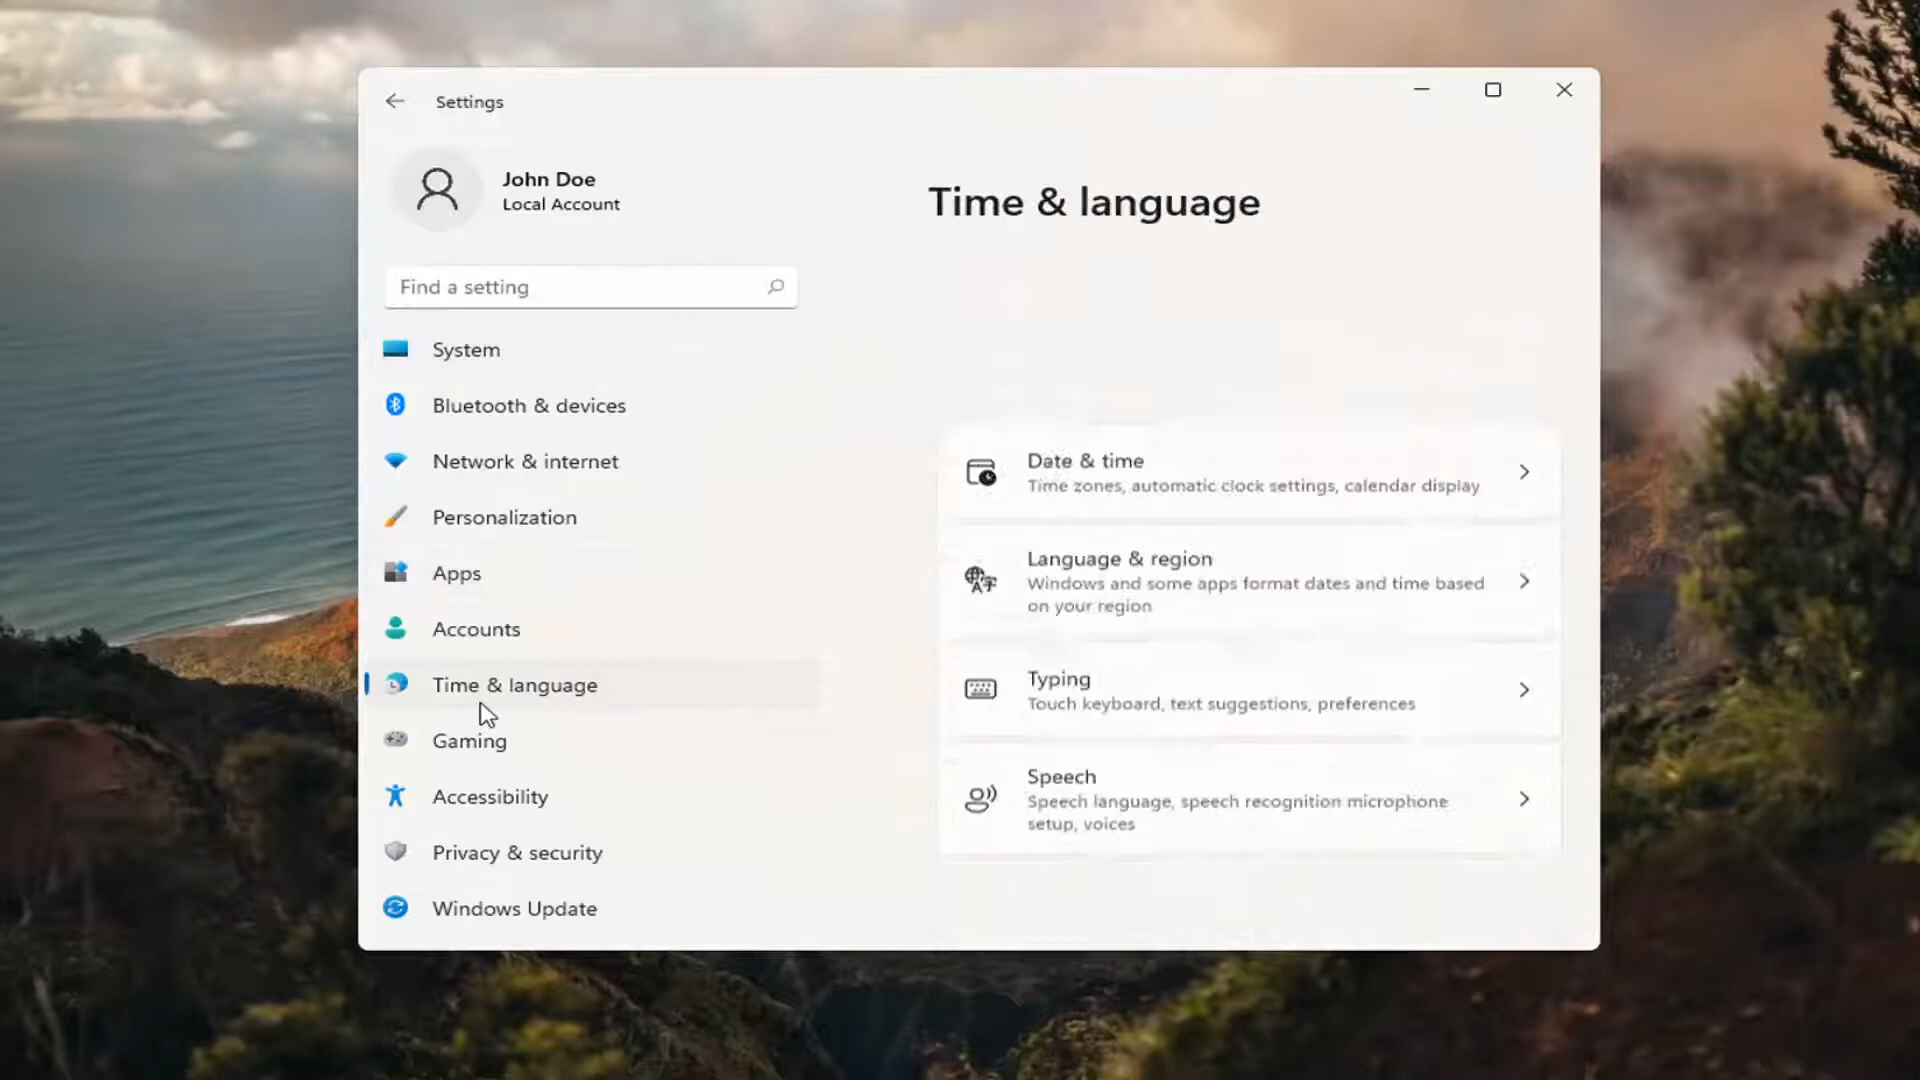 Settings
John Doe
Local Account
Find a setting
System
Bluetooth & devices
Network & internet
Personalization
Apps
Accounts
Time & language
Gaming
Accessibility
Privacy & security
Windows Update
Time & language
Date & time
Time zones, automatic clock settings, calendar display
Language & region
Windows and some apps format dates and time based
on your region
Typing
Touch keyboard, text suggestions, preferences
Speech
Speech language, speech recognition microphone
setup, voices